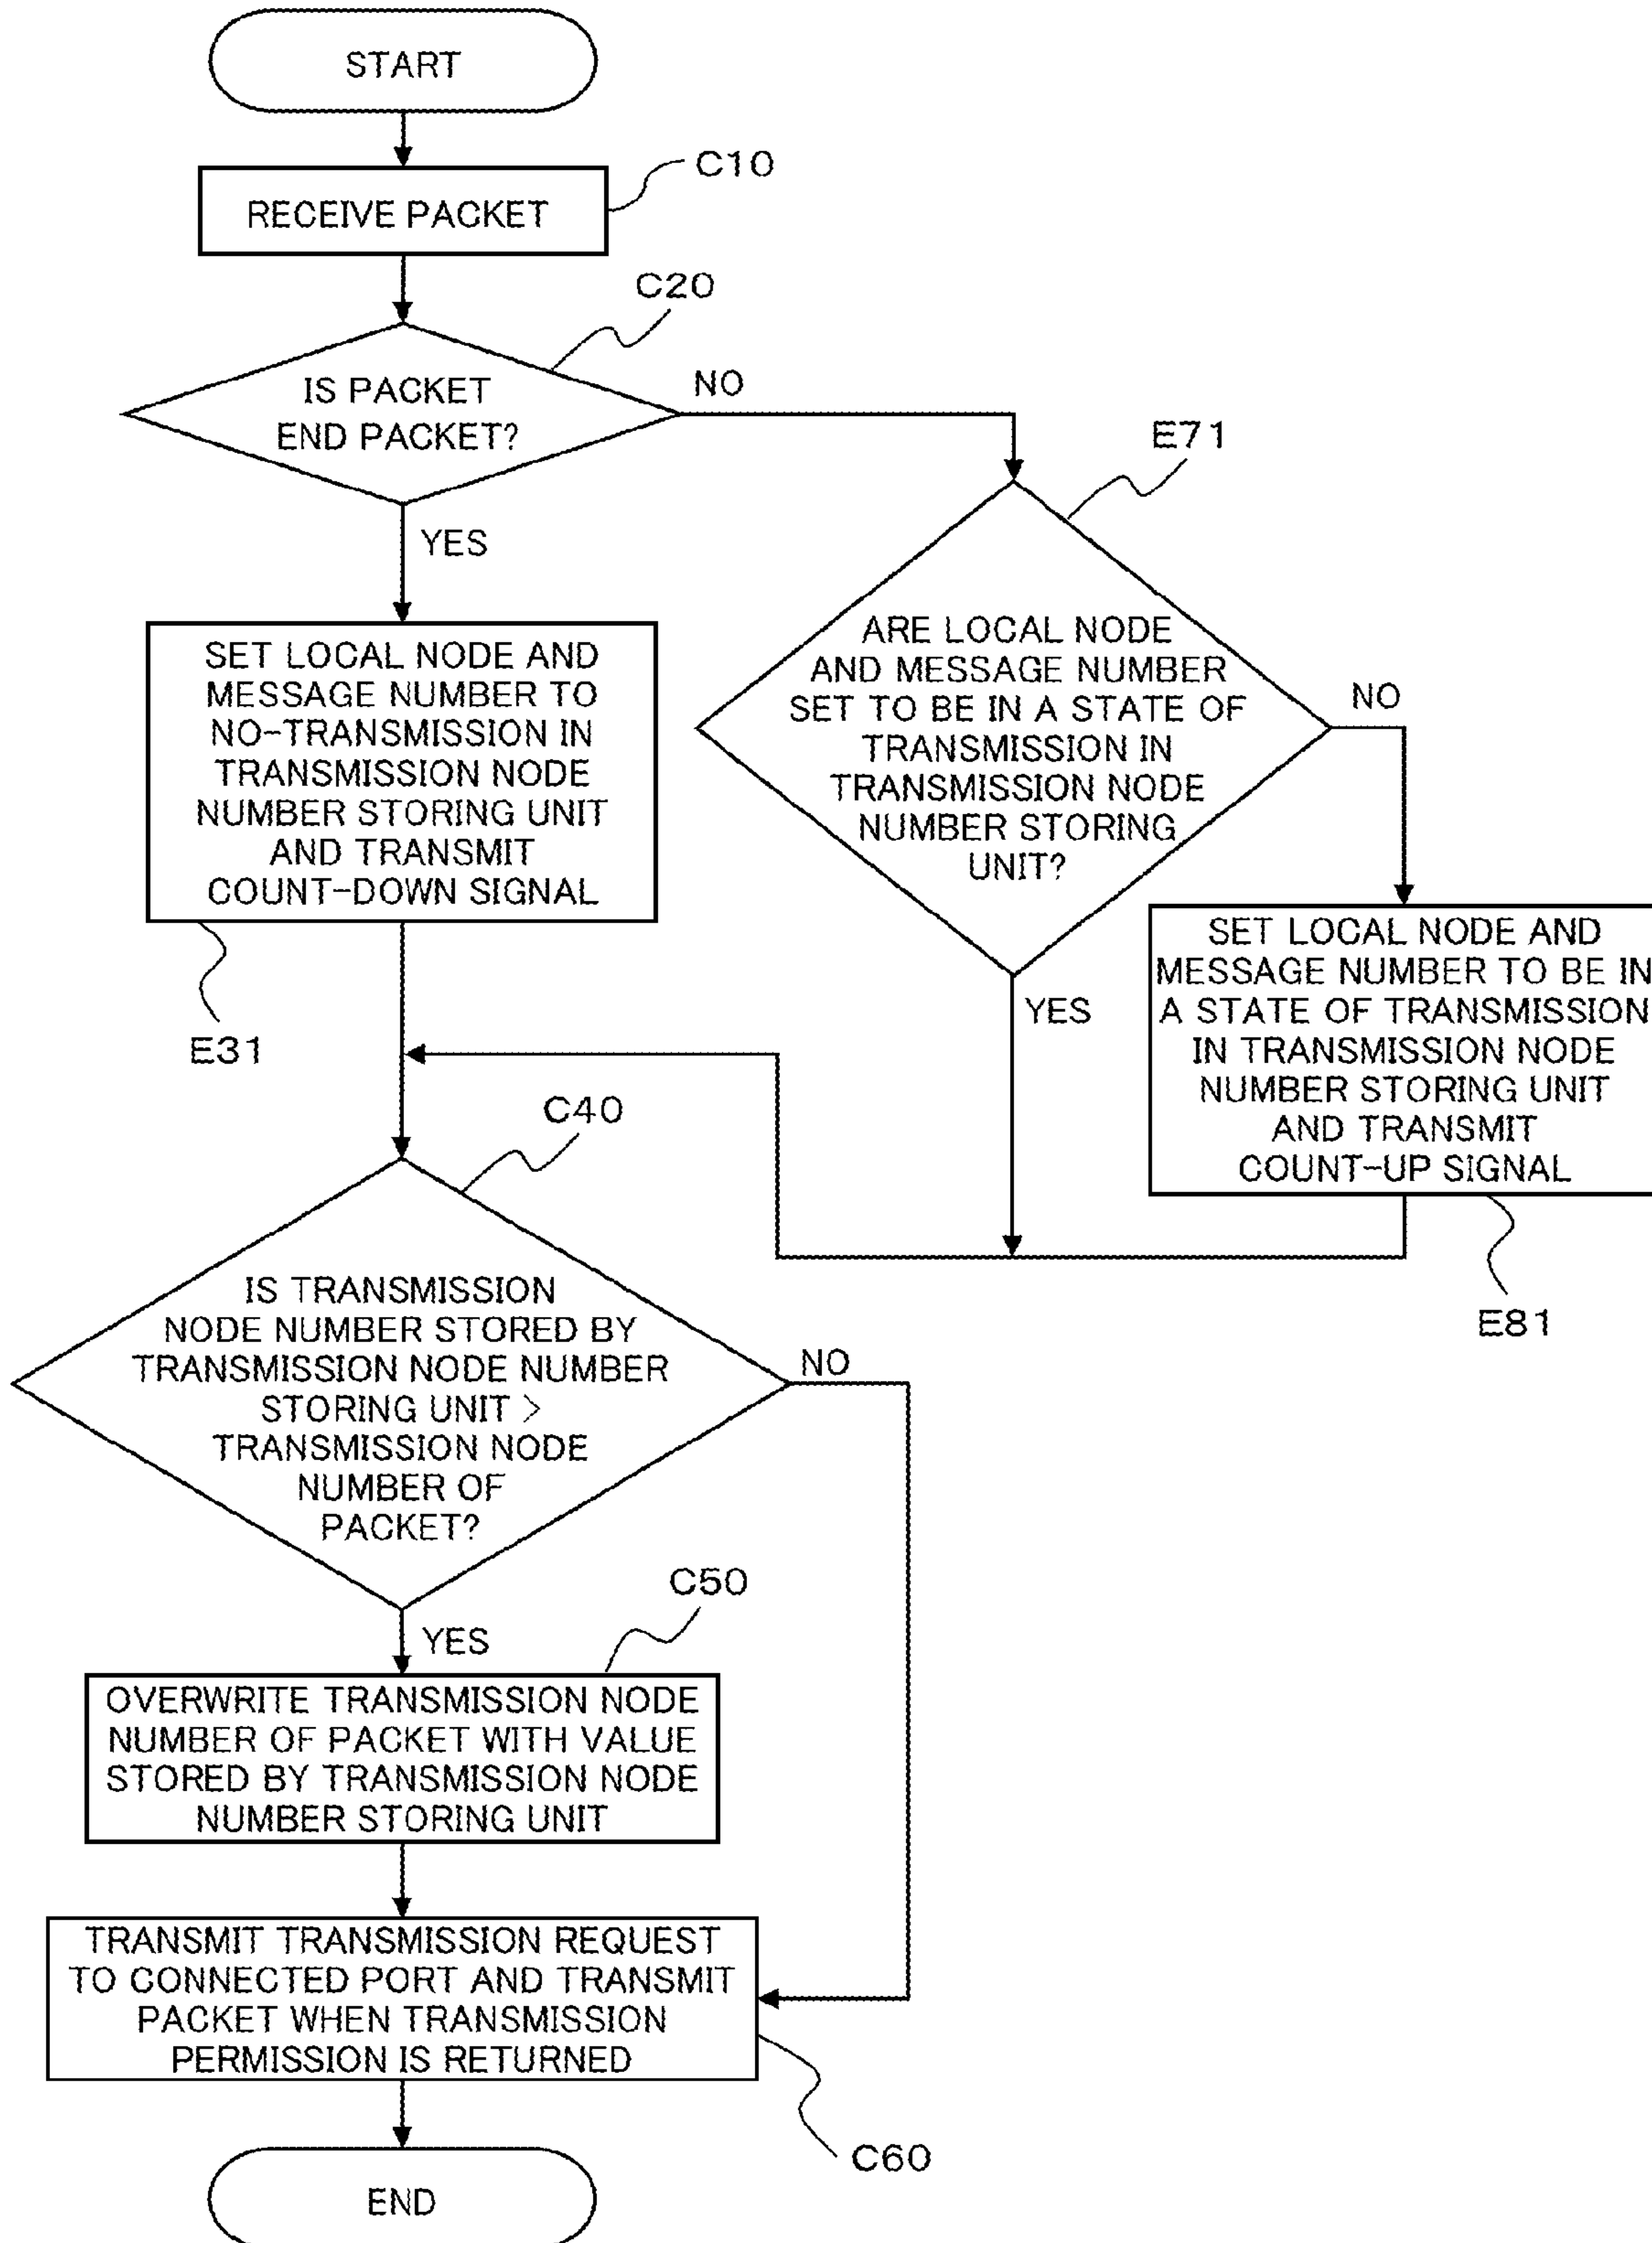 START
C10
RECEIVE PACKET
C20
IS PACKET
END PACKET?
NO
YES
E71
ARE LOCAL NODE
AND MESSAGE NUMBER
SET TO BE IN A STATE OF
TRANSMISSION IN
TRANSMISSION NODE
NUMBER STORING
UNIT?
NO
YES
SET LOCAL NODE AND
MESSAGE NUMBER TO
NO-TRANSMISSION IN
TRANSMISSION NODE
NUMBER STORING UNIT
AND TRANSMIT
COUNT-DOWN SIGNAL
E31
SET LOCAL NODE AND
MESSAGE NUMBER TO BE IN
A STATE OF TRANSMISSION
IN TRANSMISSION NODE
NUMBER STORING UNIT
AND TRANSMIT
COUNT-UP SIGNAL
E81
C40
IS TRANSMISSION
NODE NUMBER STORED BY
TRANSMISSION NODE NUMBER
STORING UNIT >
TRANSMISSION NODE
NUMBER OF
PACKET?
NO
YES
C50
OVERWRITE TRANSMISSION NODE
NUMBER OF PACKET WITH VALUE
STORED BY TRANSMISSION NODE
NUMBER STORING UNIT
TRANSMIT TRANSMISSION REQUEST
TO CONNECTED PORT AND TRANSMIT
PACKET WHEN TRANSMISSION
PERMISSION IS RETURNED
C60
END